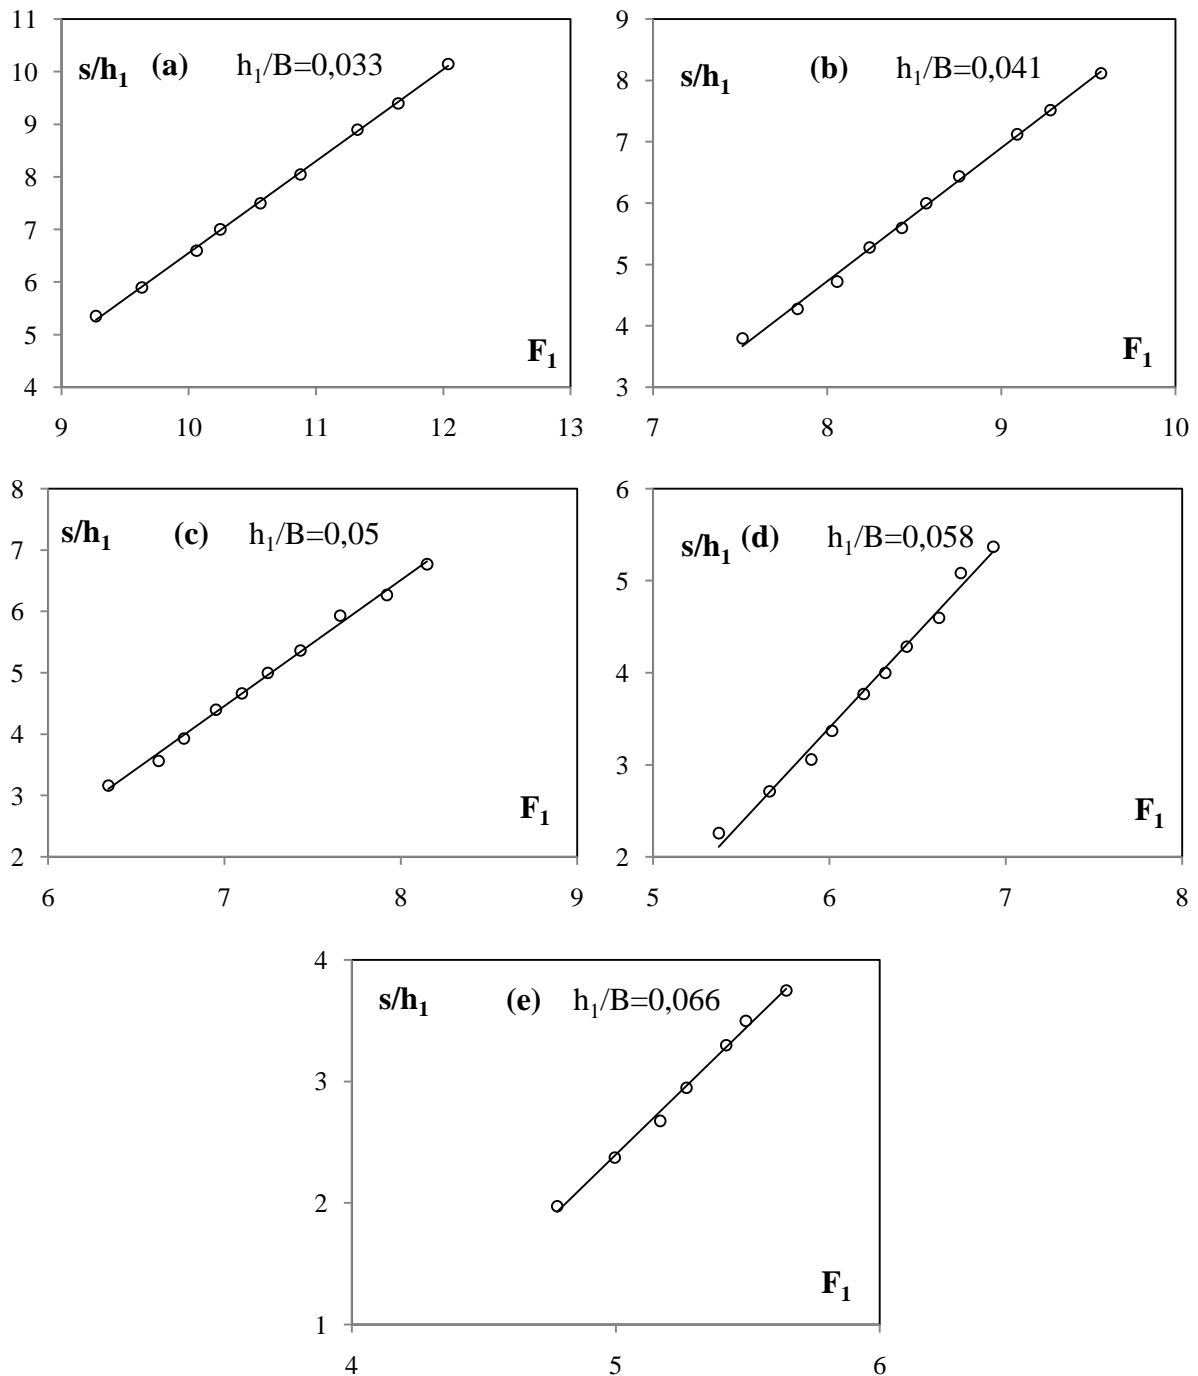 s/h₁ (a) h₁/B=0,033
11
10
9
8
7
6
5
4
F₁
9 10 11 12 13
s/h₁ (b) h₁/B=0,041
9
8
7
6
5
4
3
F₁
7 8 9 10
s/h₁ (c) h₁/B=0,05
8
7
6
5
4
3
2
F₁
6 7 8 9
s/h₁ (d) h₁/B=0,058
6
5
4
3
2
F₁
5 6 7 8
s/h₁ (e) h₁/B=0,066
4
3
2
1
F₁
4 5 6